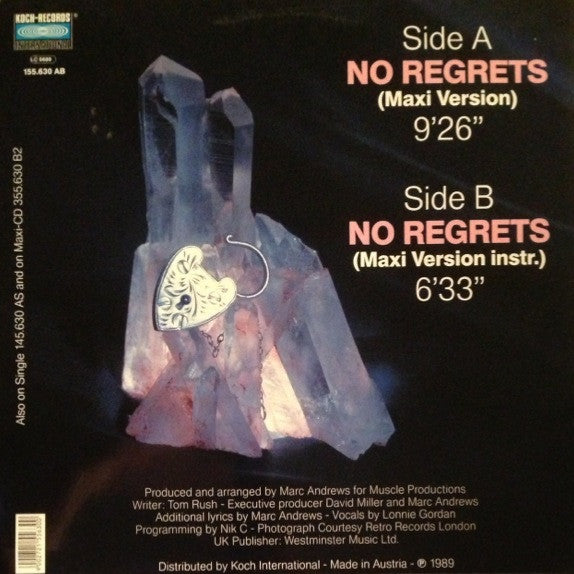 KOCH-RECORDS
INTERNATIONAL
LC 5680
155.630 AB
Side A
NO REGRETS
(Maxi Version)
9'26"
Side B
NO REGRETS
(Maxi Version instr.)
6'33"
Also on Single 145.630 AS and on Maxi-CD 355.630 B2
Produced and arranged by Marc Andrews for Muscle Productions
Writer: Tom Rush - Executive producer David Miller and Marc Andrews
Additional lyrics by Marc Andrews - Vocals by Lonnie Gordan
Programming by Nik C - Photograph Courtesy Retro Records London
UK Publisher: Westminster Music Ltd.
Distributed by Koch International - Made in Austria - ℗ 1989